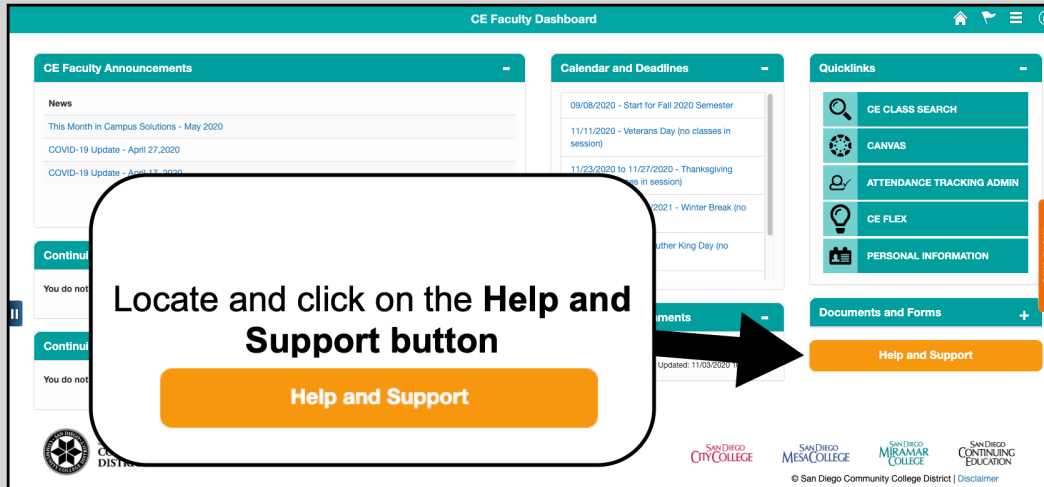 CE Faculty Dashboard
CE Faculty Announcements
News
This Month in Campus Solutions - May 2020
COVID-19 Update - April 27,2020
COVID-19 Update - April 17, 2020
Calendar and Deadlines
09/08/2020 - Start for Fall 2020 Semester
11/11/2020 - Veterans Day (no classes in
session)
11/23/2020 to 11/27/2020 - Thanksgiving
in session)
/2021 - Winter Break (no
uther King Day (no
Quicklinks
CE CLASS SEARCH
CANVAS
ATTENDANCE TRACKING ADMIN
CE FLEX
PERSONAL INFORMATION
Documents and Forms
Help and Support
Continui
You do not
Continui
You do not
Locate and click on the Help and
Support button
Help and Support
ments
Updated: 11/03/2020
SAN DIEGO
CITY COLLEGE
SAN DIEGO
MESA COLLEGE
SAN DIEGO
MIRAMAR
COLLEGE
SAN DIEGO
CONTINUING
EDUCATION
© San Diego Community College District | Disclaimer